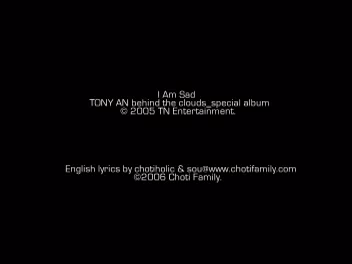 I Am Sad
TONY AN behind the clouds_special album
© 2005 TN Entertainment.
English lyrics by chotiholic & sou@www.chotifamily.com
©2006 Choti Family.